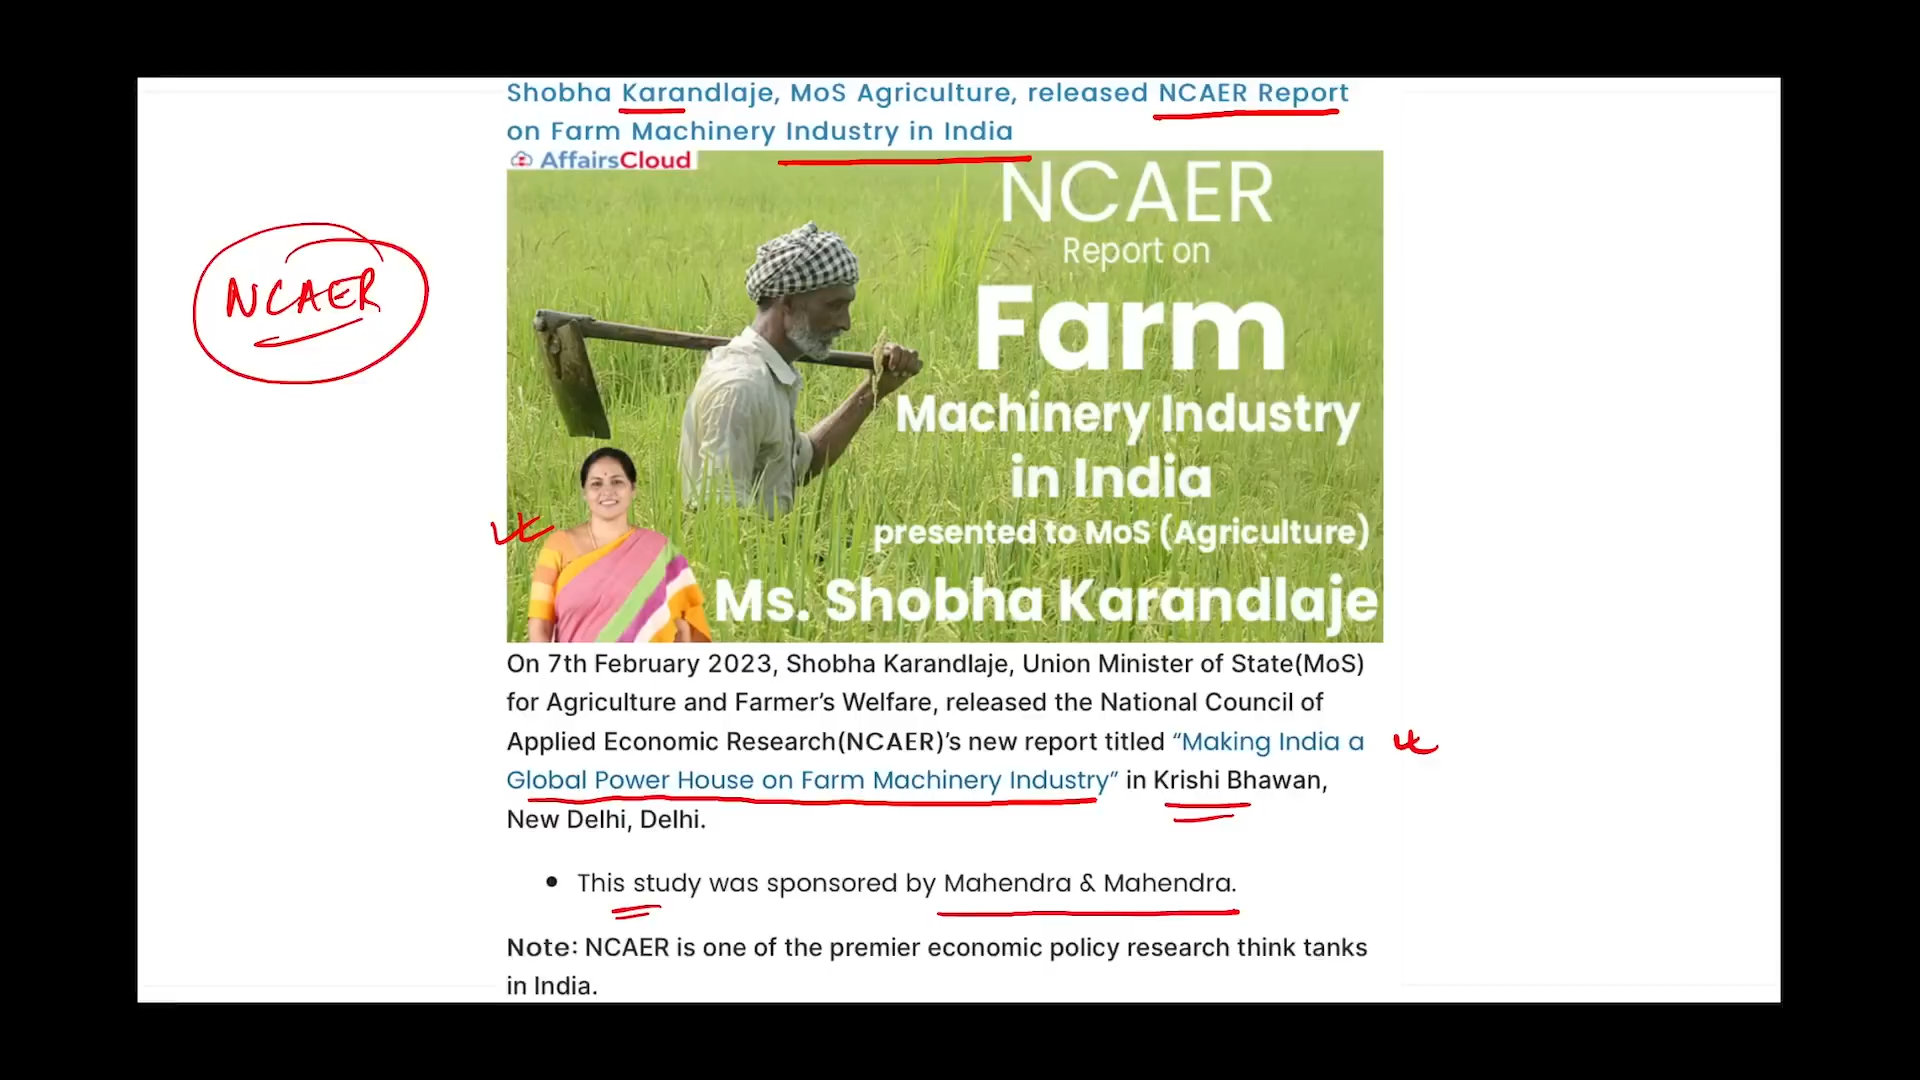 Shobha Karandlaje, MoS Agriculture, released NCAER Report
on Farm Machinery Industry in India
AffairsCloud
NCAER
Report on
Farm
Machinery Industry
in India
presented to MoS (Agriculture)
Ms. Shobha Karandlaje
NCAER
On 7th February 2023, Shobha Karandlaje, Union Minister of State(MoS)
for Agriculture and Farmer’s Welfare, released the National Council of
Applied Economic Research(NCAER)’s new report titled “Making India a
Global Power House on Farm Machinery Industry” in Krishi Bhawan,
New Delhi, Delhi.
• This study was sponsored by Mahendra & Mahendra.
Note: NCAER is one of the premier economic policy research think tanks
in India.